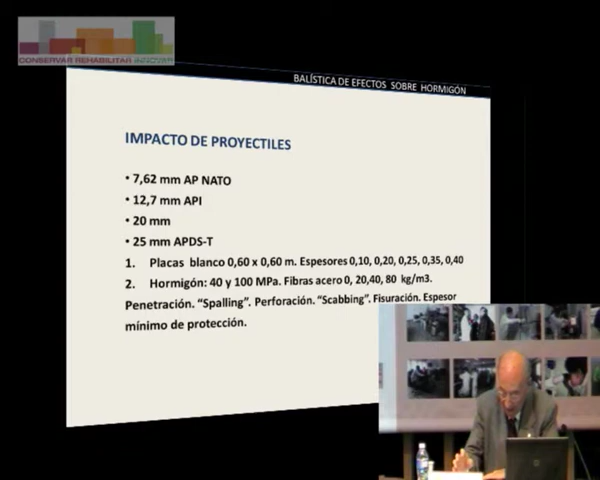 CONSERVAR REHABILITAR INNOVAR
BALÍSTICA DE EFECTOS SOBRE HORMIGÓN
IMPACTO DE PROYECTILES
• 7,62 mm AP NATO
• 12,7 mm API
• 20 mm
• 25 mm APDS-T
1. Placas blanco 0,60 x 0,60 m. Espesores 0,10, 0,20, 0,25, 0,35, 0,40
2. Hormigón: 40 y 100 MPa. Fibras acero 0, 20,40, 80 kg/m3.
Penetración. “Spalling”. Perforación. “Scabbing”. Fisuración. Espesor
mínimo de protección.